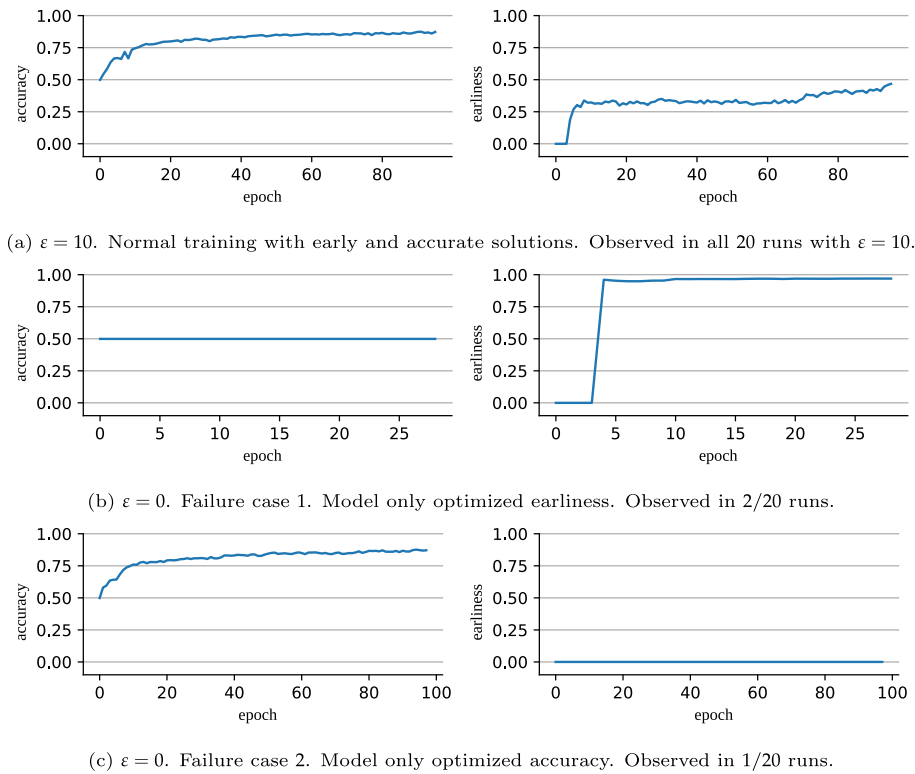 1.00
0.75
0.50
0.25
0.00
accuracy
0 20 40 60 80
epoch
1.00
0.75
0.50
0.25
0.00
earliness
0 20 40 60 80
epoch
(a) ε = 10. Normal training with early and accurate solutions. Observed in all 20 runs with ε = 10.
1.00
0.75
0.50
0.25
0.00
accuracy
0 5 10 15 20 25
epoch
1.00
0.75
0.50
0.25
0.00
earliness
0 5 10 15 20 25
epoch
(b) ε = 0. Failure case 1. Model only optimized earliness. Observed in 2/20 runs.
1.00
0.75
0.50
0.25
0.00
accuracy
0 20 40 60 80 100
epoch
1.00
0.75
0.50
0.25
0.00
earliness
0 20 40 60 80 100
epoch
(c) ε = 0. Failure case 2. Model only optimized accuracy. Observed in 1/20 runs.